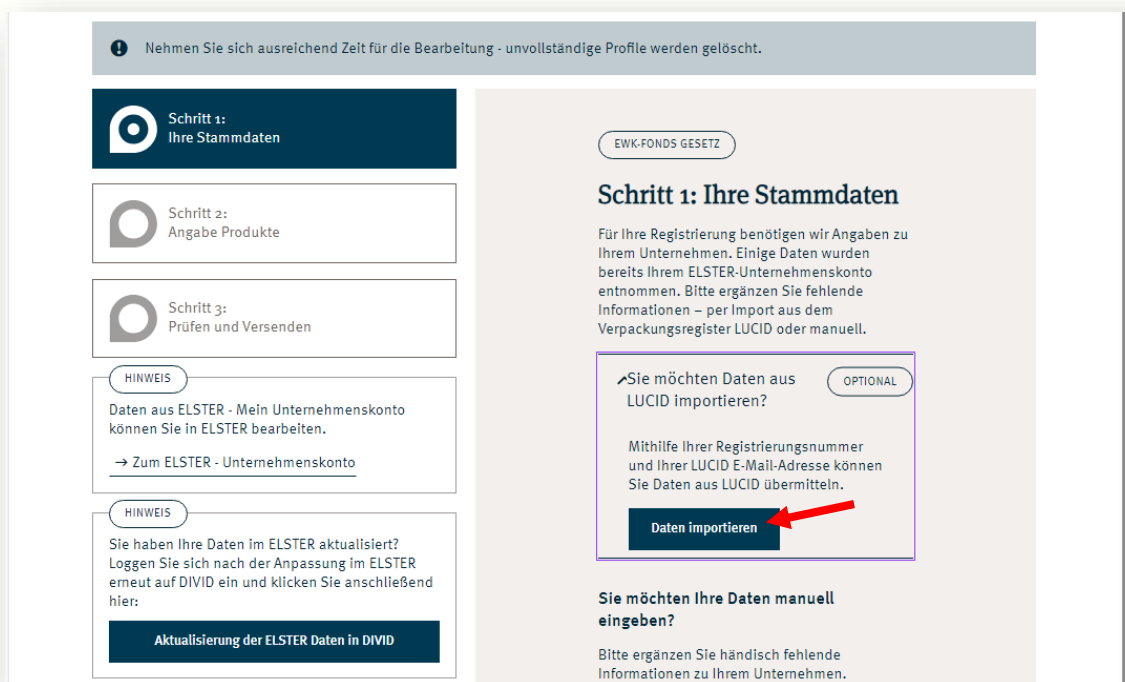 Nehmen Sie sich ausreichend Zeit für die Bearbeitung - unvollständige Profile werden gelöscht.
Schritt 1:
Ihre Stammdaten
Schritt 2:
Angabe Produkte
Schritt 3:
Prüfen und Versenden
HINWEIS
Daten aus ELSTER - Mein Unternehmenskonto
können Sie in ELSTER bearbeiten.
→ Zum ELSTER - Unternehmenskonto
HINWEIS
Sie haben Ihre Daten im ELSTER aktualisiert?
Loggen Sie sich nach der Anpassung im ELSTER
erneut auf DIVID ein und klicken Sie anschließend
hier:
Aktualisierung der ELSTER Daten in DIVID
EWK-FONDS GESETZ
Schritt 1: Ihre Stammdaten
Für Ihre Registrierung benötigen wir Angaben zu
Ihrem Unternehmen. Einige Daten wurden
bereits Ihrem ELSTER-Unternehmenskonto
entnommen. Bitte ergänzen Sie fehlende
Informationen – per Import aus dem
Verpackungsregister LUCID oder manuell.
Sie möchten Daten aus
LUCID importieren?
OPTIONAL
Mithilfe Ihrer Registrierungsnummer
und Ihrer LUCID E-Mail-Adresse können
Sie Daten aus LUCID übermitteln.
Daten importieren
Sie möchten Ihre Daten manuell
eingeben?
Bitte ergänzen Sie händisch fehlende
Informationen zu Ihrem Unternehmen.